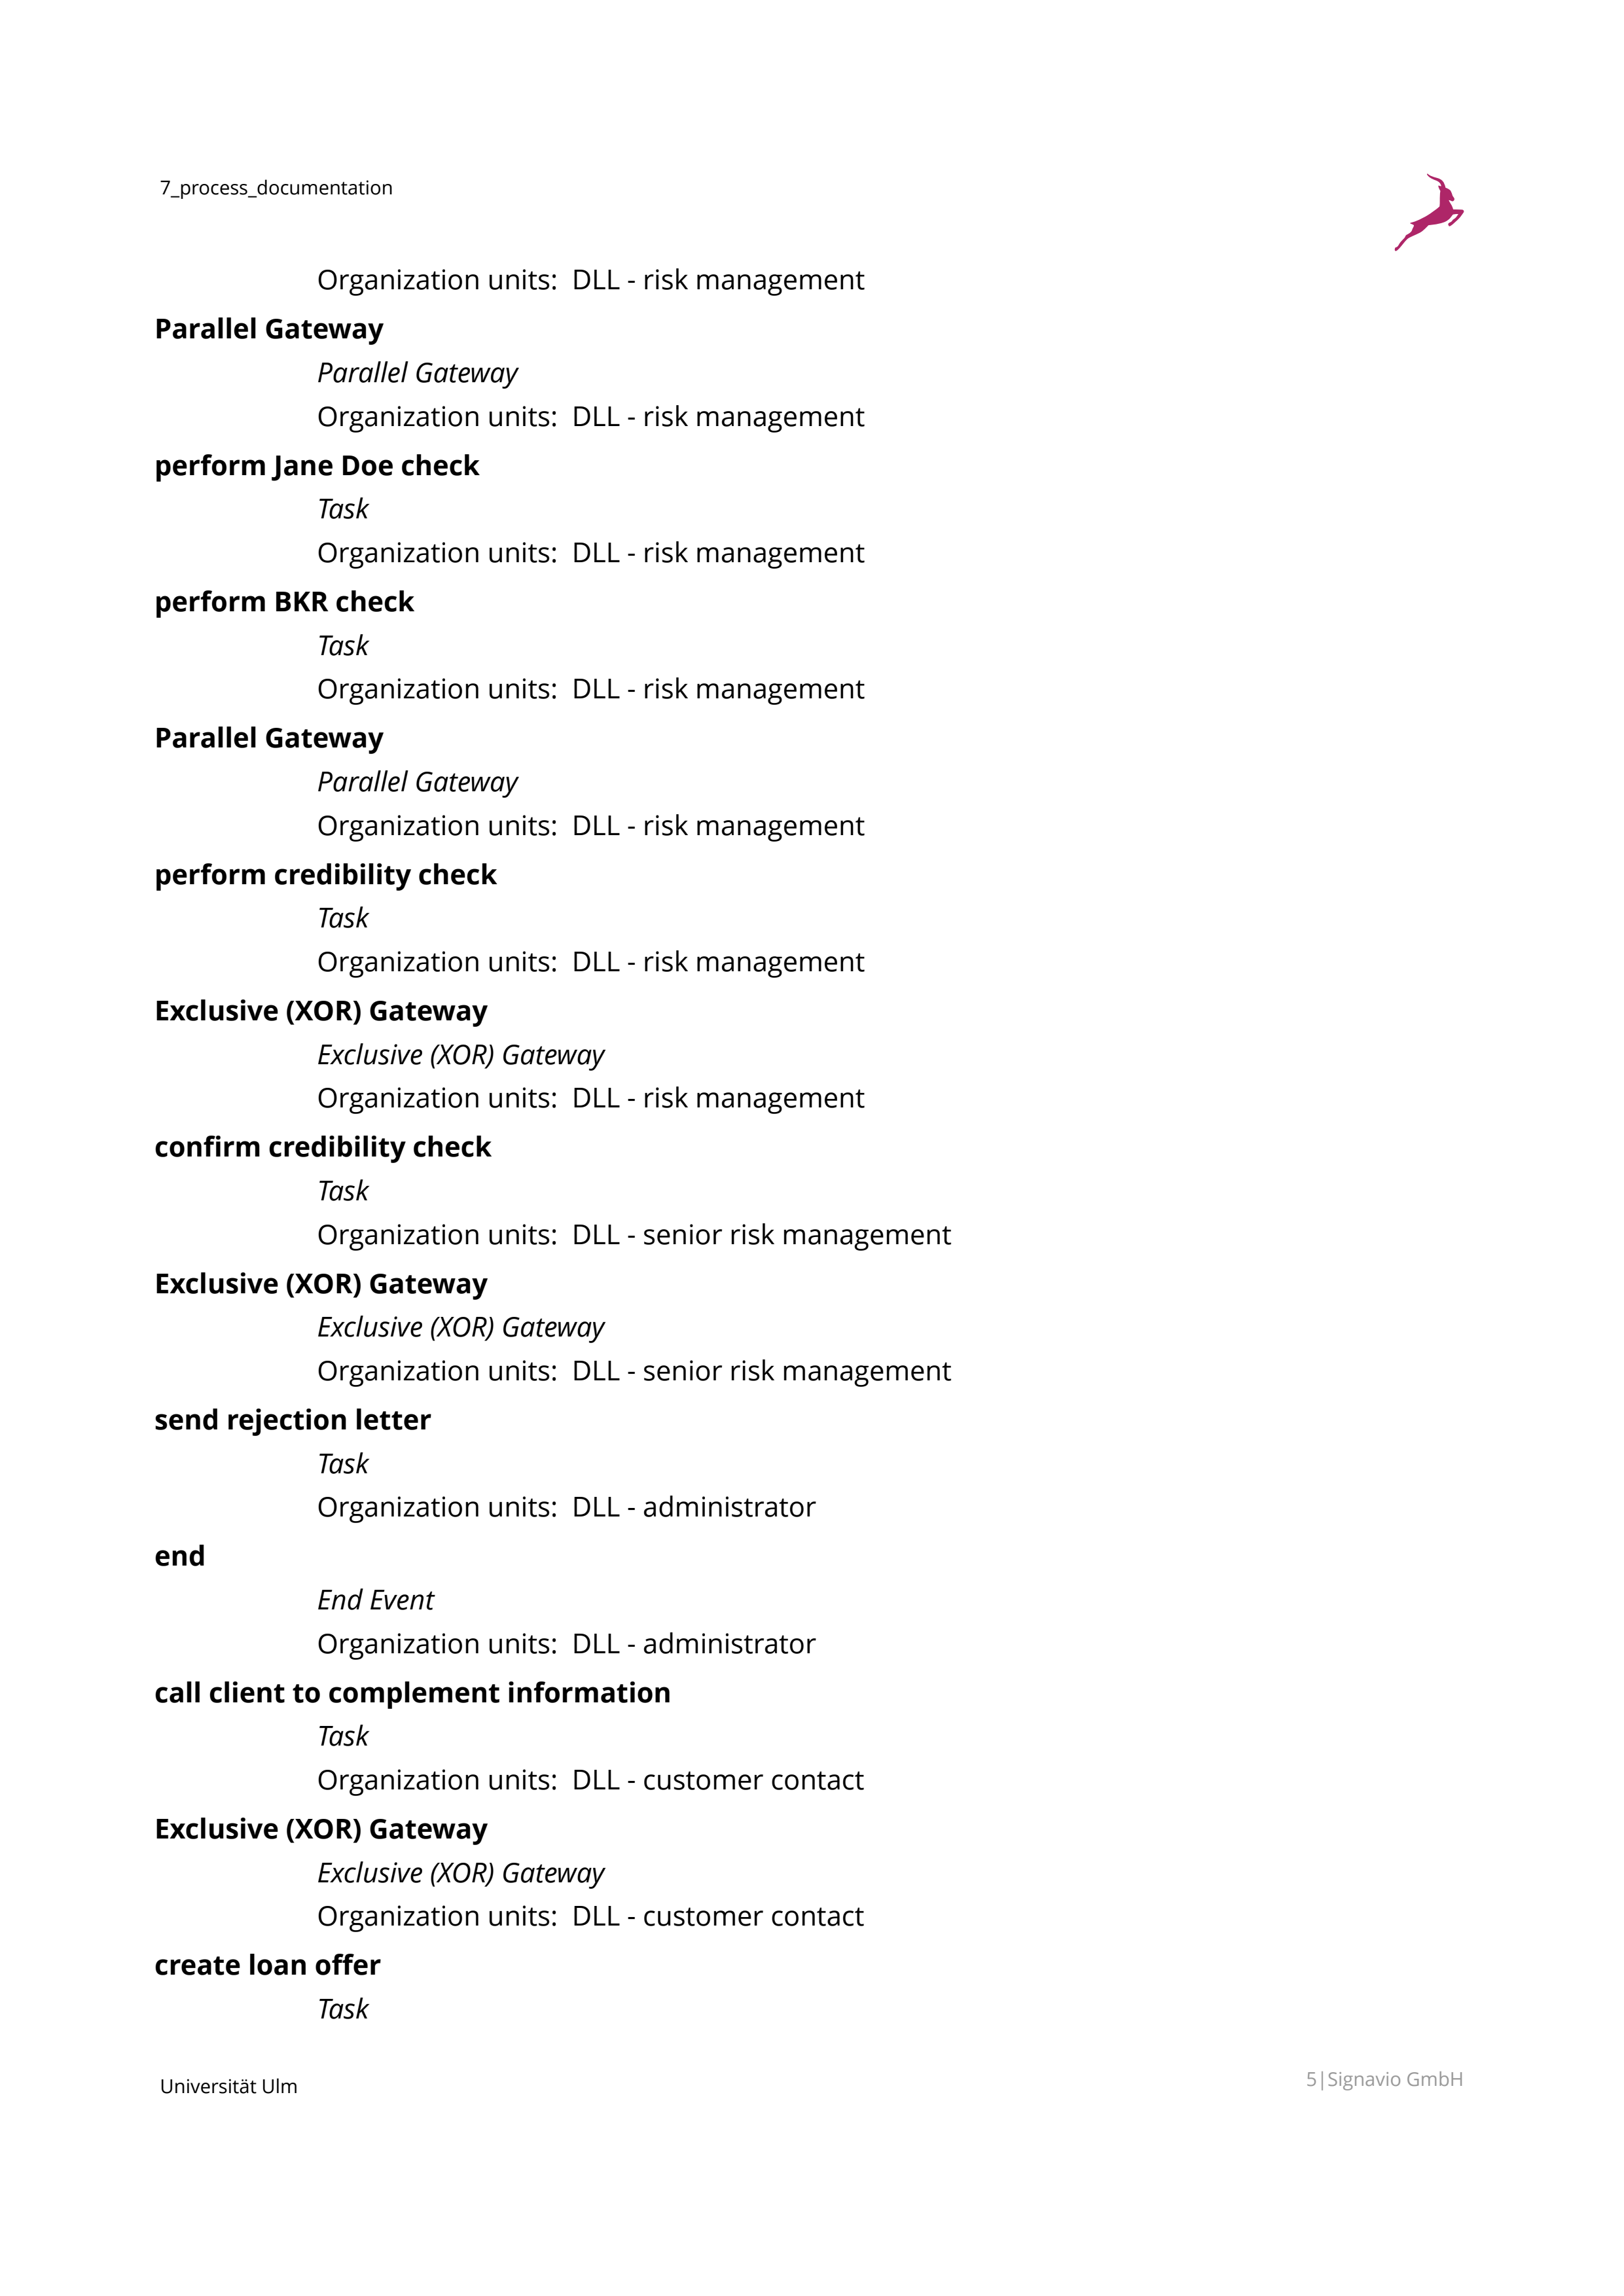 7_process_documentation
Organization units: DLL - risk management
Parallel Gateway
Parallel Gateway
Organization units: DLL - risk management
perform Jane Doe check
Task
Organization units: DLL - risk management
perform BKR check
Task
Organization units: DLL - risk management
Parallel Gateway
Parallel Gateway
Organization units: DLL - risk management
perform credibility check
Task
Organization units: DLL - risk management
Exclusive (XOR) Gateway
Exclusive (XOR) Gateway
Organization units: DLL - risk management
confirm credibility check
Task
Organization units: DLL - senior risk management
Exclusive (XOR) Gateway
Exclusive (XOR) Gateway
Organization units: DLL - senior risk management
send rejection letter
Task
Organization units: DLL - administrator
end
End Event
Organization units: DLL - administrator
call client to complement information
Task
Organization units: DLL - customer contact
Exclusive (XOR) Gateway
Exclusive (XOR) Gateway
Organization units: DLL - customer contact
create loan offer
Task
Universität Ulm
5|Signavio GmbH